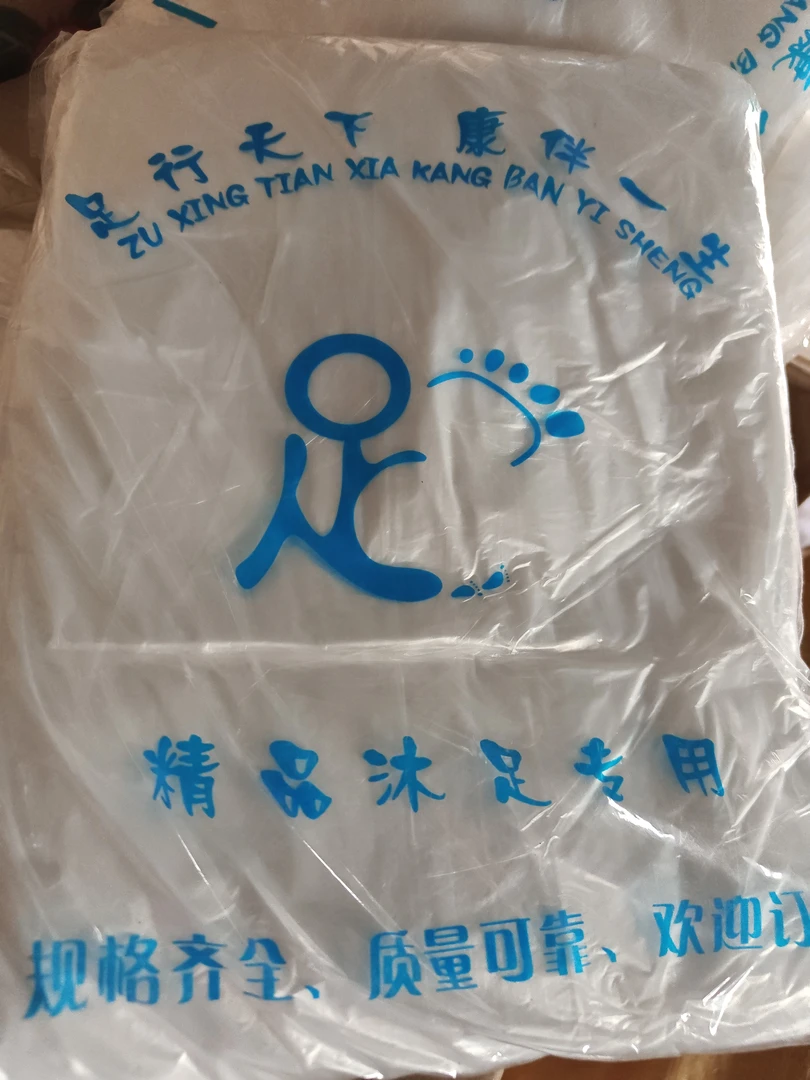 足行天下 康伴一生
ZU XING TIAN XIA KANG BAN YI SHENG
足
精品沐足专用
规格齐全、质量可靠、欢迎订